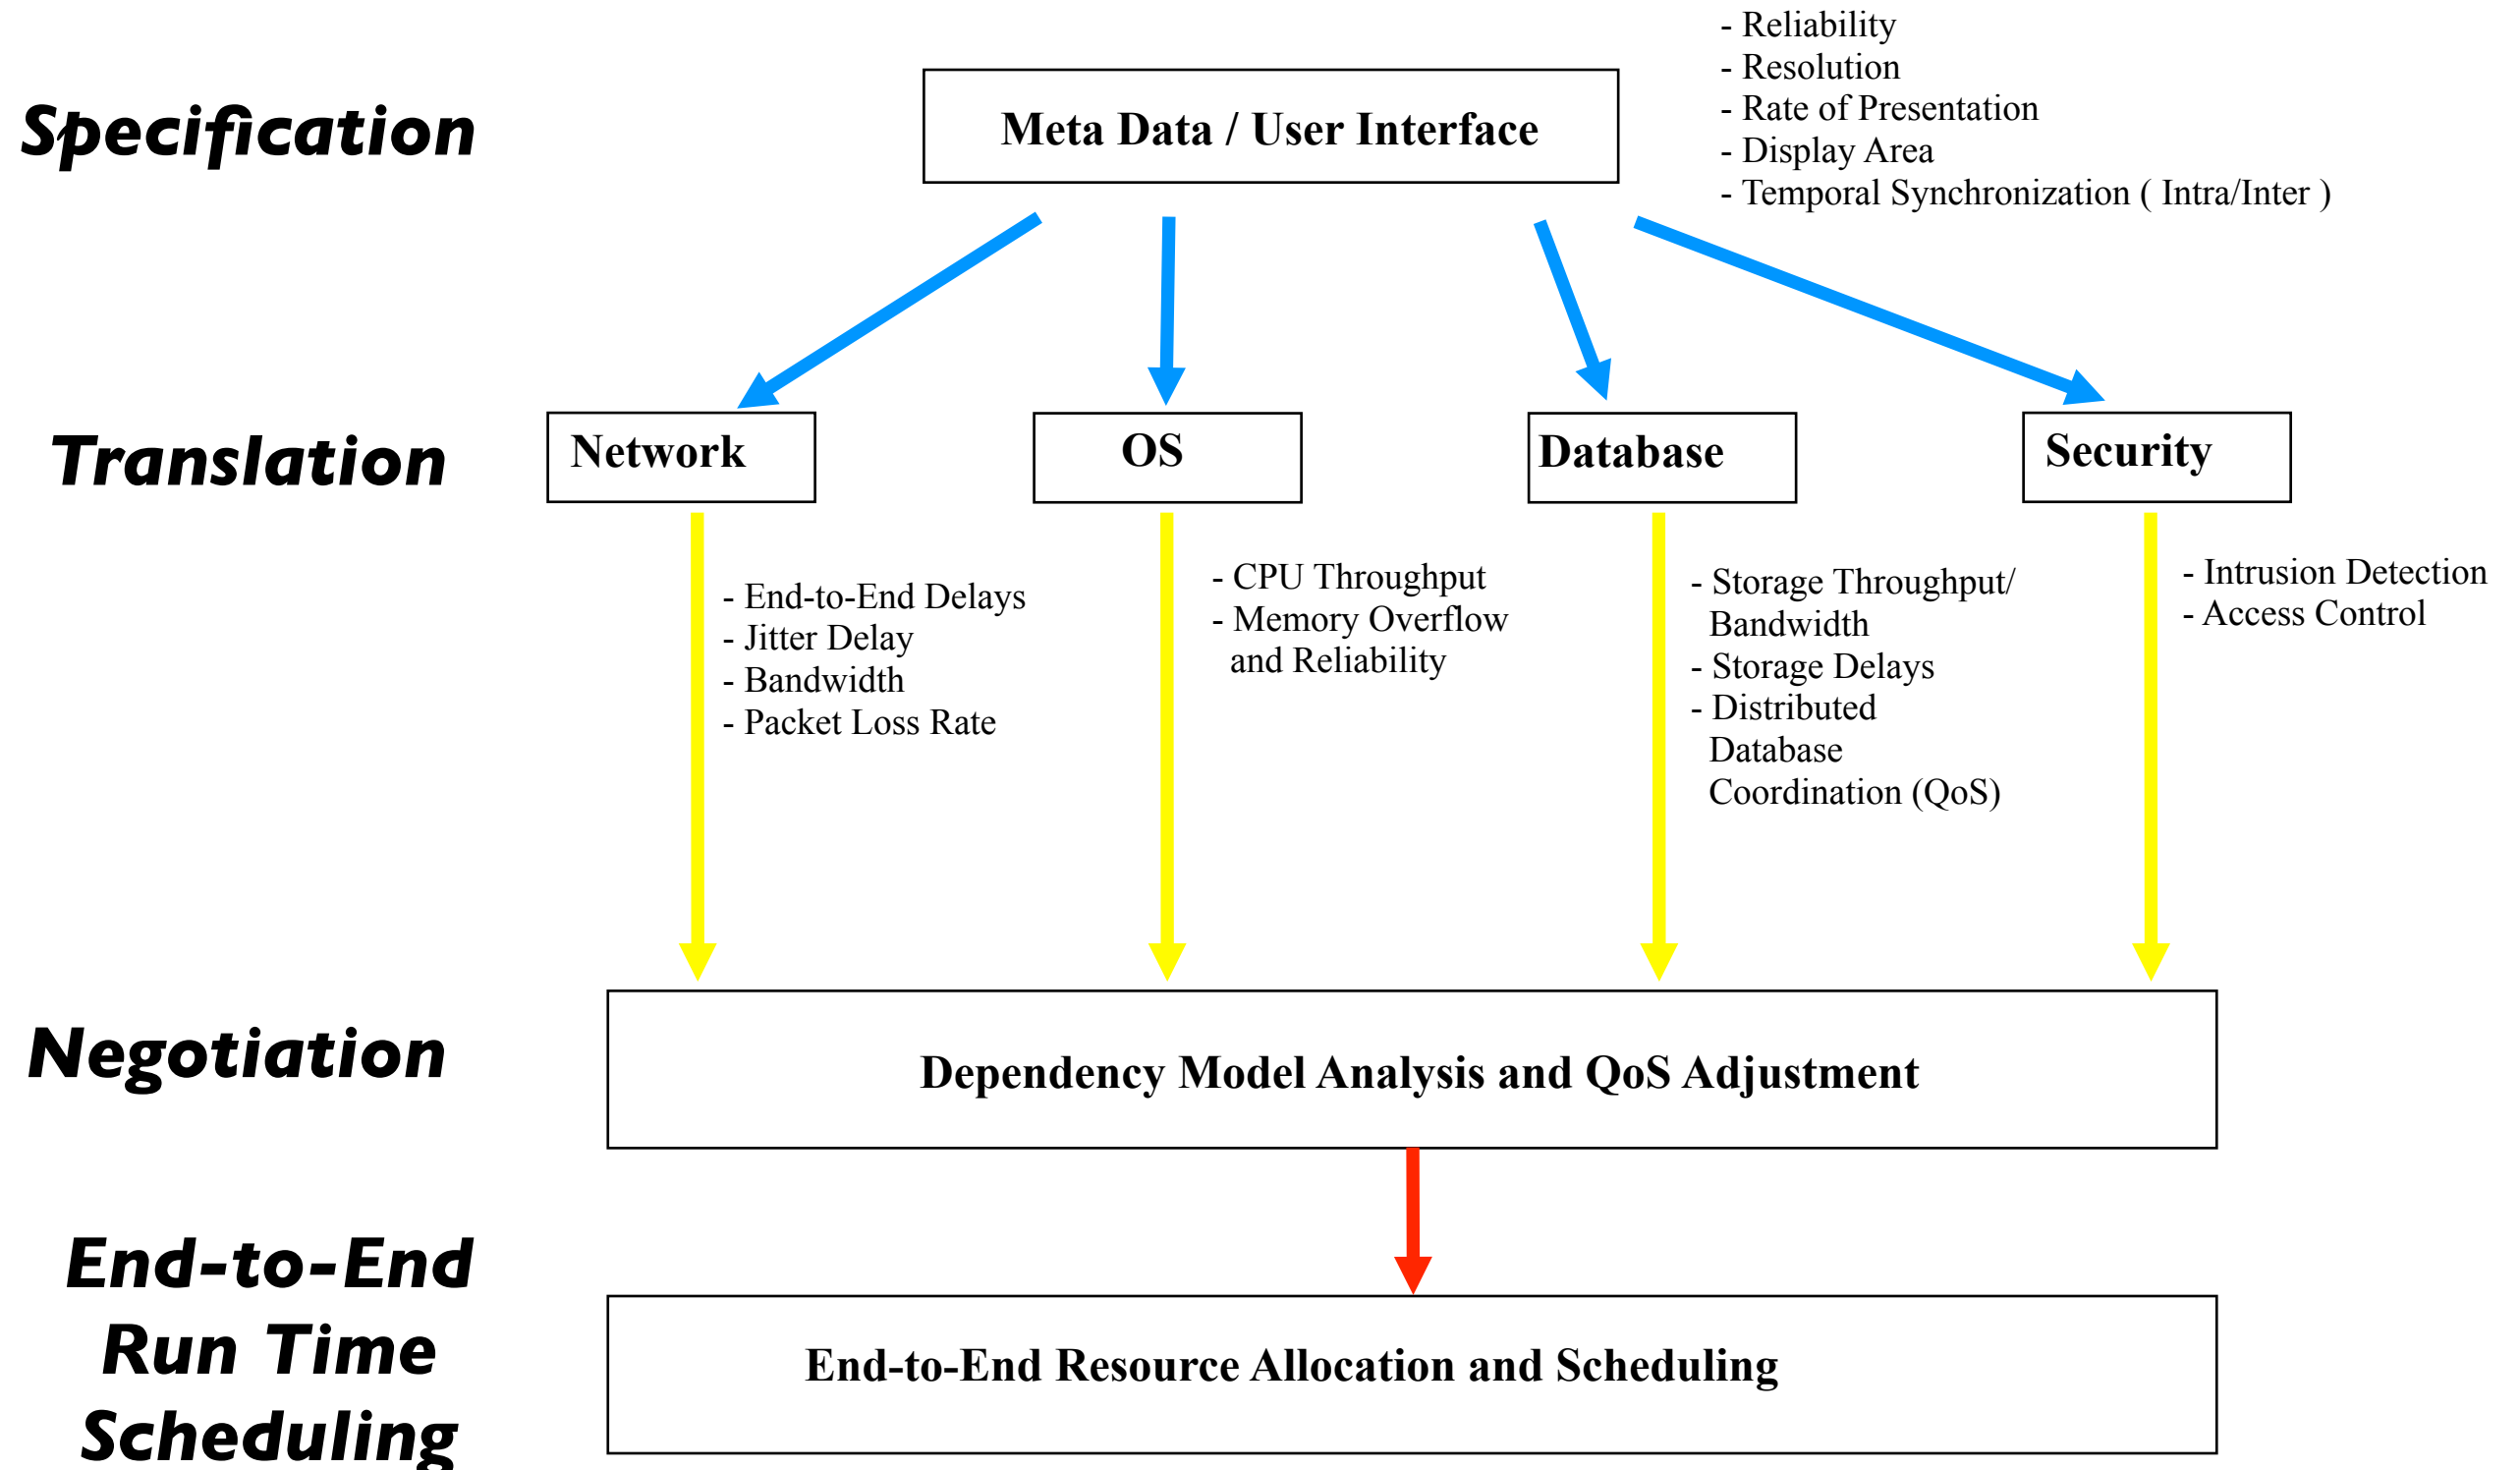 - Reliability
- Resolution
- Rate of Presentation
- Display Area
- Temporal Synchronization ( Intra/Inter )
Specification
Meta Data / User Interface
Translation
Network
OS
Database
Security
- End-to-End Delays
- Jitter Delay
- Bandwidth
- Packet Loss Rate
- CPU Throughput
- Memory Overflow
and Reliability
- Storage Throughput/
Bandwidth
- Storage Delays
- Distributed
Database
Coordination (QoS)
- Intrusion Detection
- Access Control
Negotiation
Dependency Model Analysis and QoS Adjustment
End-to-End
Run Time
Scheduling
End-to-End Resource Allocation and Scheduling